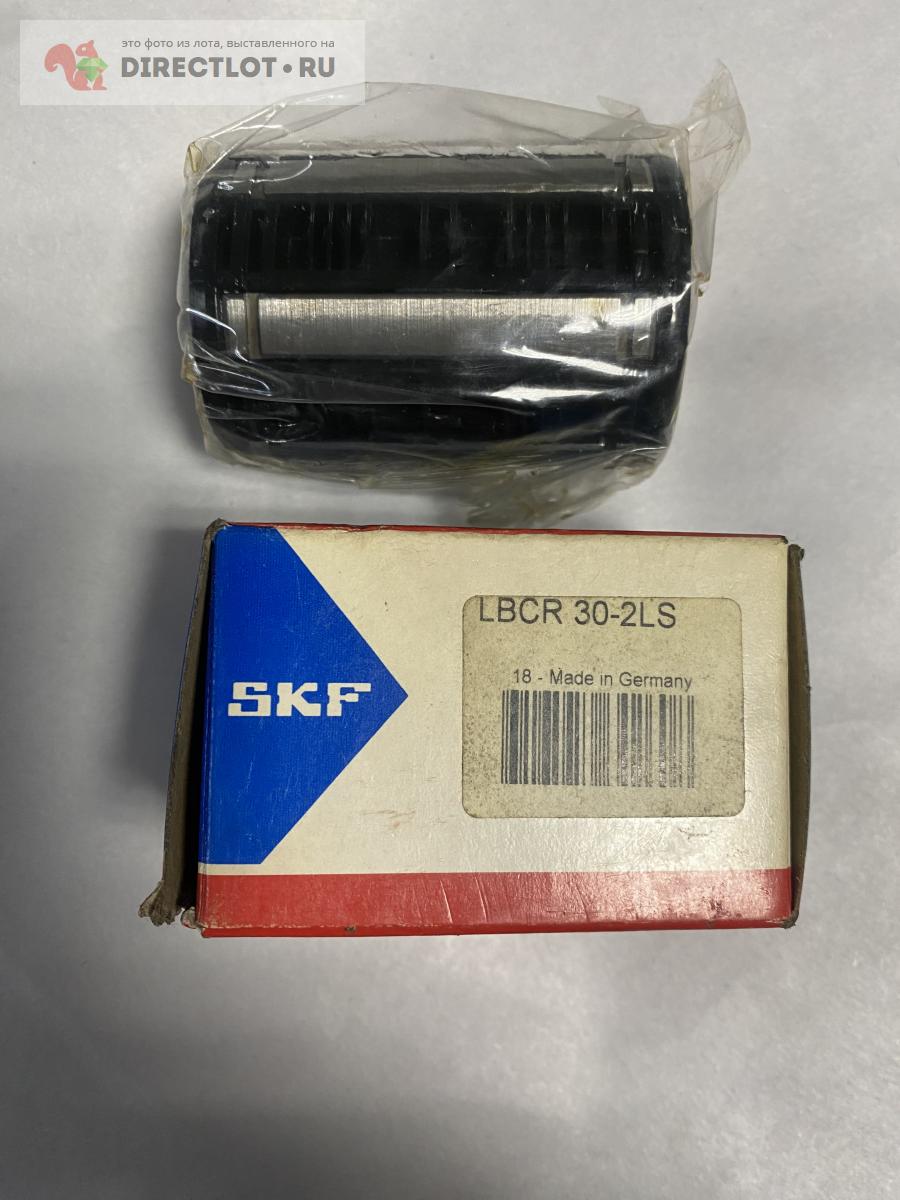 это фото из лота, выставленного на
DIRECTLOT•RU
SKF
LBCR 30-2LS
18 - Made in Germany